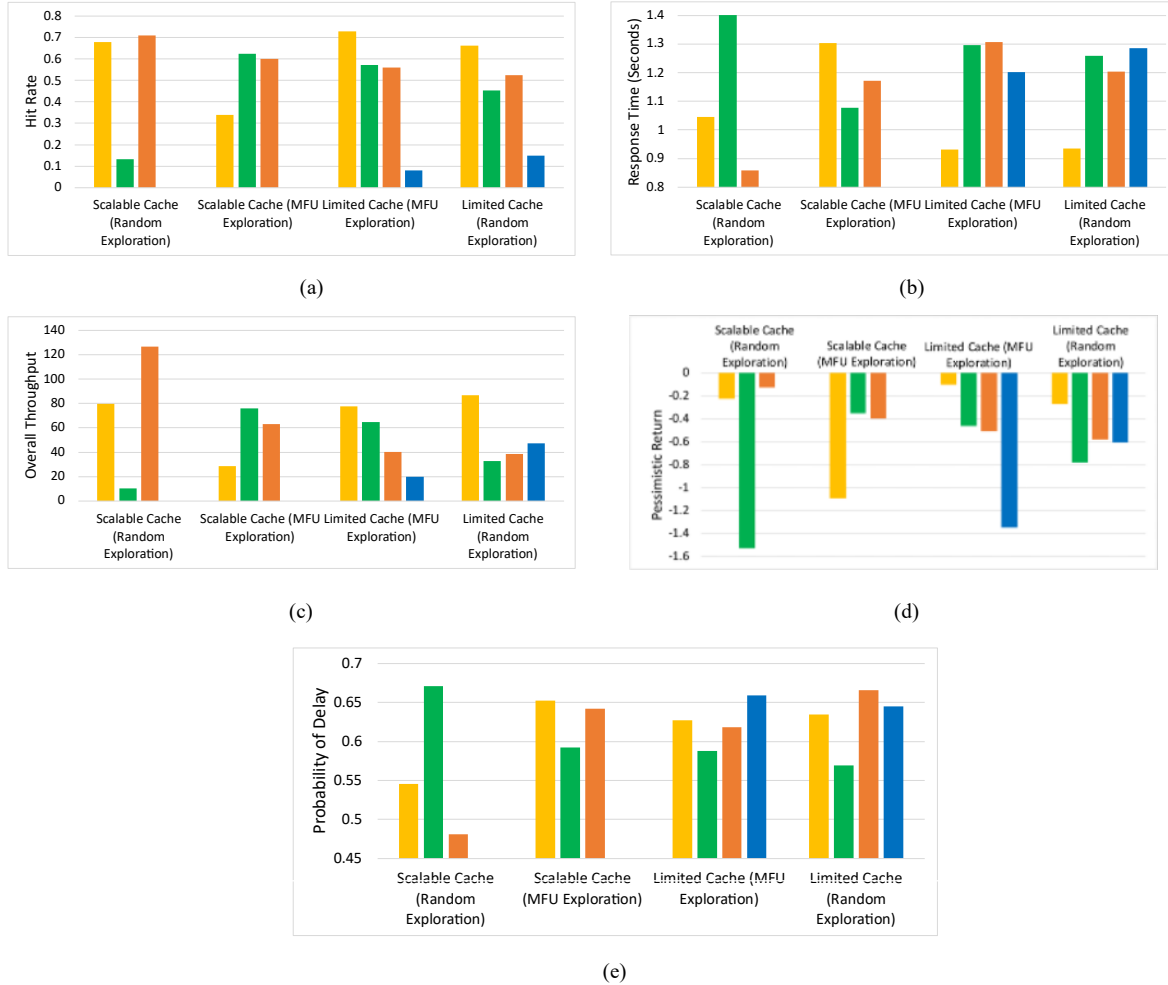 0.8
0.7
0.6
0.5
0.4
0.3
0.2
0.1
0
Hit Rate
Scalable Cache
(Random
Exploration)
Scalable Cache (MFU
Exploration)
Limited Cache (MFU
Exploration)
Limited Cache
(Random
Exploration)
(a)
1.4
1.3
1.2
1.1
1
0.9
0.8
Response Time (Seconds)
Scalable Cache
(Random
Exploration)
Scalable Cache (MFU
Exploration)
Limited Cache (MFU
Exploration)
Limited Cache
(Random
Exploration)
(b)
140
120
100
80
60
40
20
0
Overall Throughput
Scalable Cache
(Random
Exploration)
Scalable Cache (MFU
Exploration)
Limited Cache (MFU
Exploration)
Limited Cache
(Random
Exploration)
(c)
Scalable Cache
(Random
Exploration)
Scalable Cache
(MFU Exploration)
Limited Cache (MFU
Exploration)
Limited Cache
(Random
Exploration)
0
-0.2
-0.4
-0.6
-0.8
-1
-1.2
-1.4
-1.6
Pessimistic Return
(d)
0.7
0.65
0.6
0.55
0.5
0.45
Probability of Delay
Scalable Cache
(Random
Exploration)
Scalable Cache
(MFU Exploration)
Limited Cache (MFU
Exploration)
Limited Cache
(Random
Exploration)
(e)